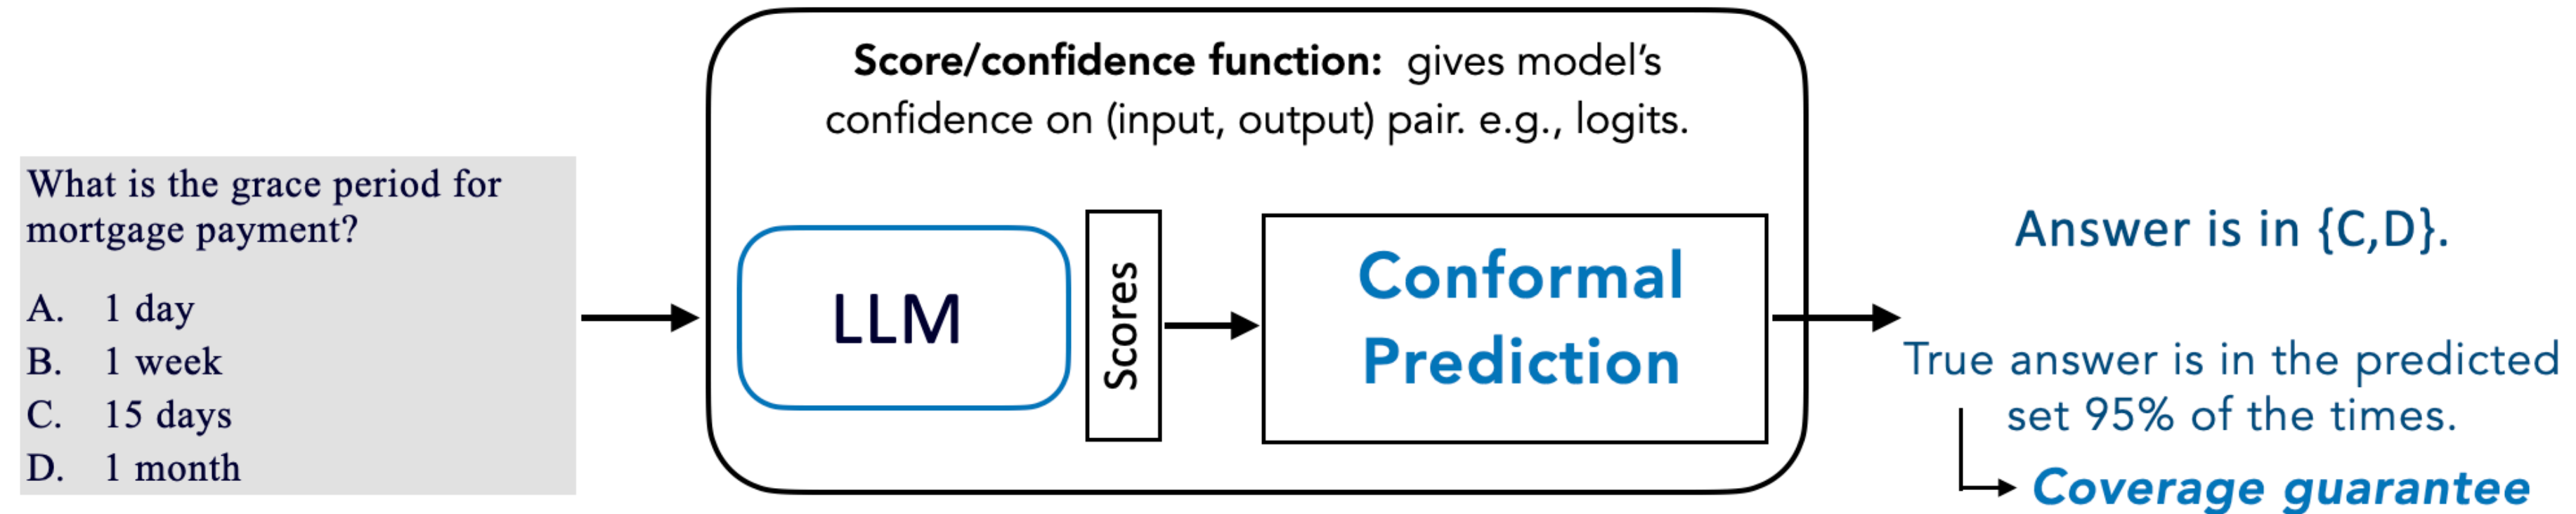 What is the grace period for
mortgage payment?
A. 1 day
B. 1 week
C. 15 days
D. 1 month
Score/confidence function: gives model's
confidence on (input, output) pair. e.g., logits.
LLM
Scores
Conformal
Prediction
Answer is in {C,D}.
True answer is in the predicted
set 95% of the times.
Coverage guarantee